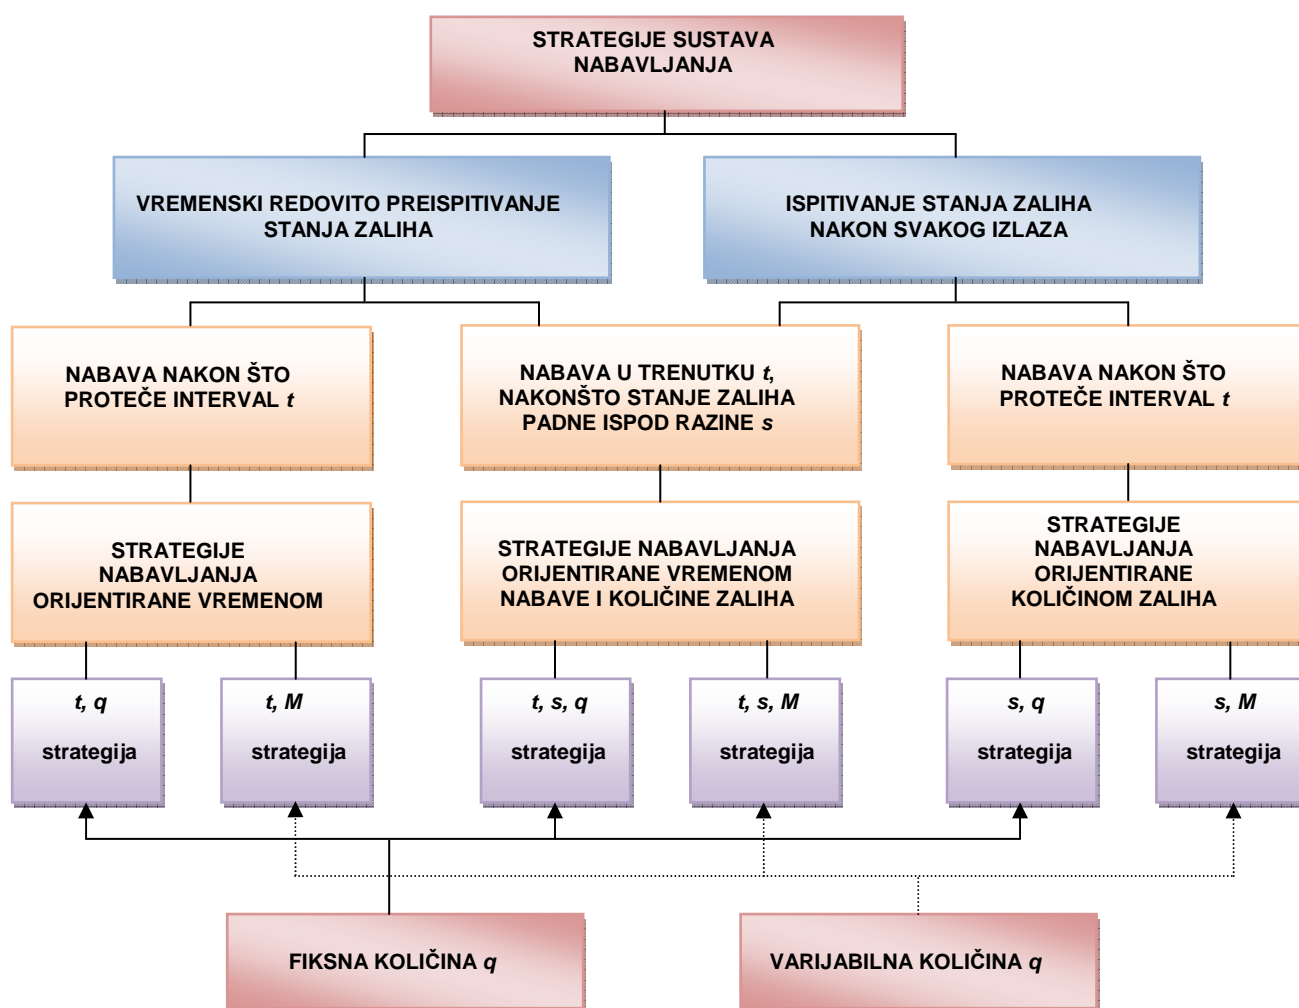 STRATEGIJE SUSTAVA
NABAVLJANJA
VREMENSKI REDOVITO PREISPITIVANJE
STANJA ZALIHA
ISPITIVANJE STANJA ZALIHA
NAKON SVAKOG IZLAZA
NABAVA NAKON ŠTO
PROTEČE INTERVAL t
NABAVA U TRENUTKU t,
NAKONŠTO STANJE ZALIHA
PADNE ISPOD RAZINE s
NABAVA NAKON ŠTO
PROTEČE INTERVAL t
STRATEGIJE
NABAVLJANJA
ORIJENTIRANE VREMENOM
STRATEGIJE NABAVLJANJA
ORIJENTIRANE VREMENOM
NABAVE I KOLIČINE ZALIHA
STRATEGIJE
NABAVLJANJA
ORIJENTIRANE
KOLIČINOM ZALIHA
t, q
strategija
t, M
strategija
t, s, q
strategija
t, s, M
strategija
s, q
strategija
s, M
strategija
FIKSNA KOLIČINA q
VARIJABILNA KOLIČINA q